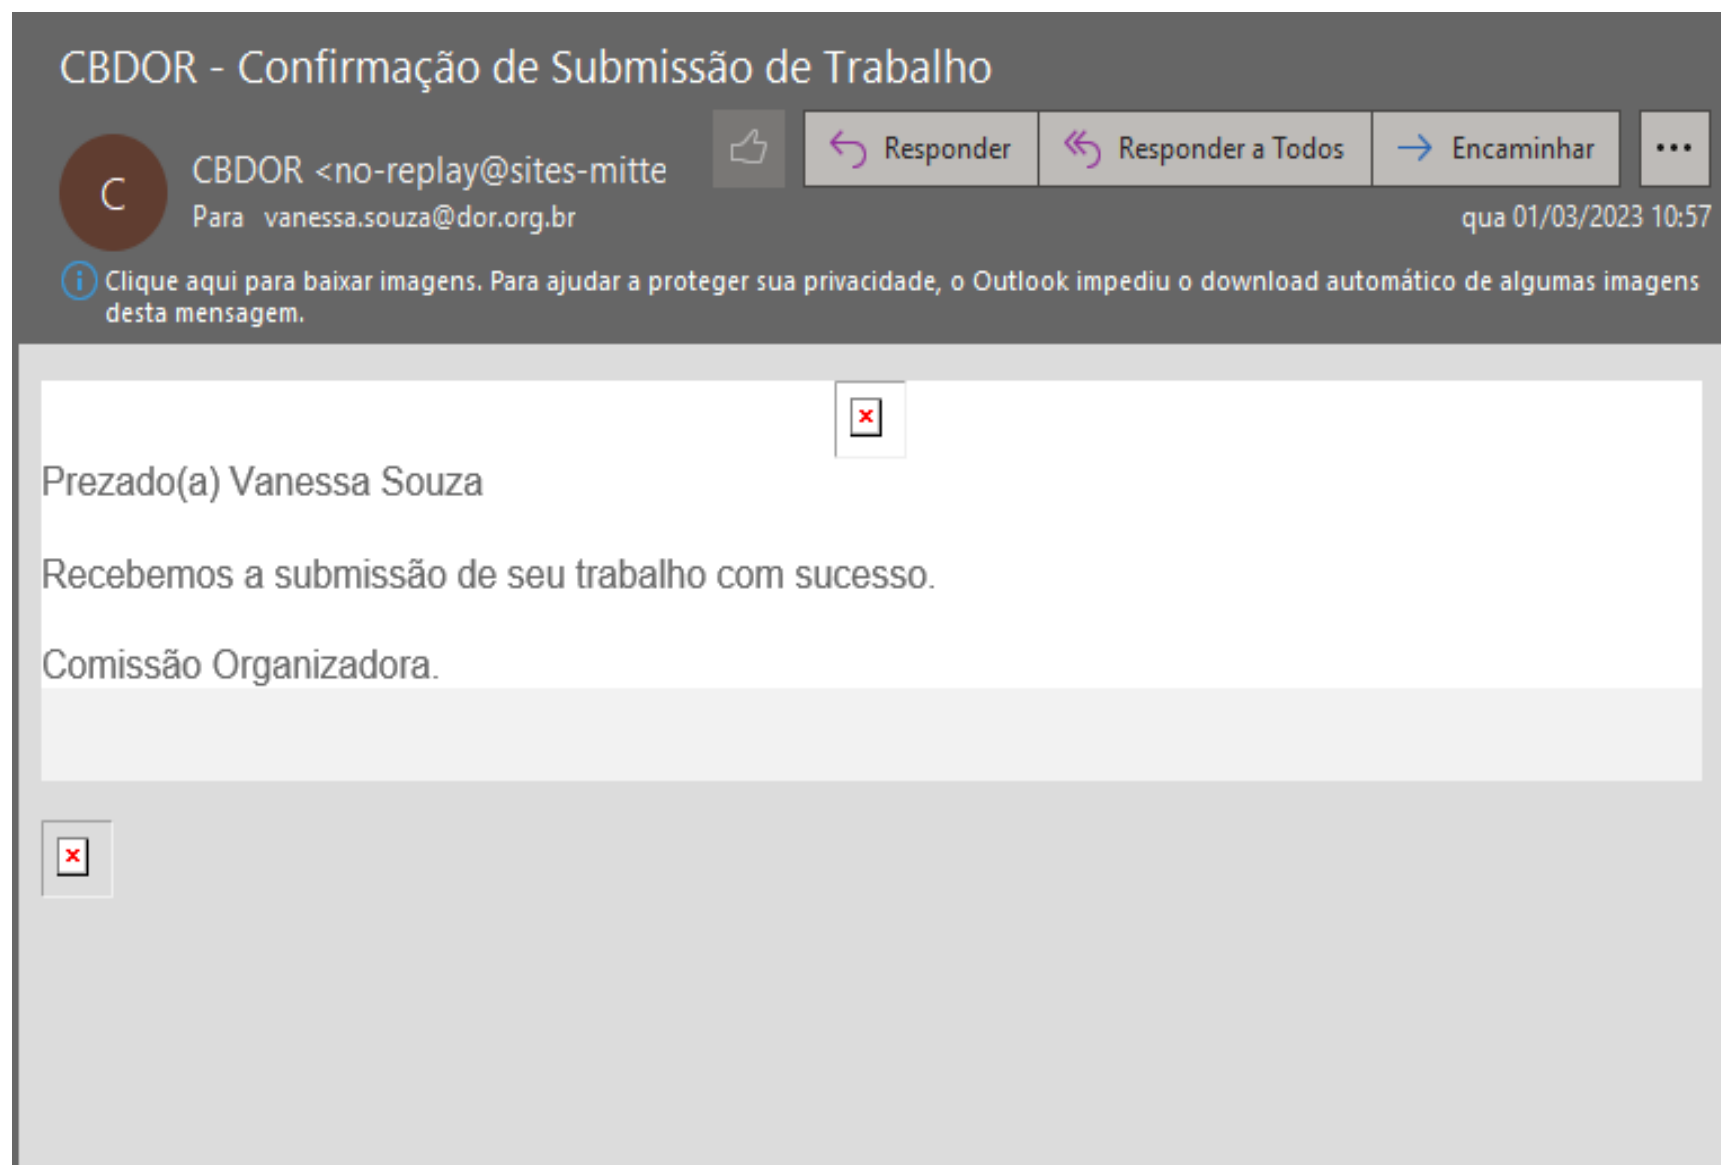 CBDOR - Confirmação de Submissão de Trabalho
C
CBDOR <no-replay@sites-mitte
Responder
Responder a Todos
Encaminhar
Para vanessa.souza@dor.org.br
qua 01/03/2023 10:57
Clique aqui para baixar imagens. Para ajudar a proteger sua privacidade, o Outlook impediu o download automático de algumas imagens
desta mensagem.
Prezado(a) Vanessa Souza
Recebemos a submissão de seu trabalho com sucesso.
Comissão Organizadora.